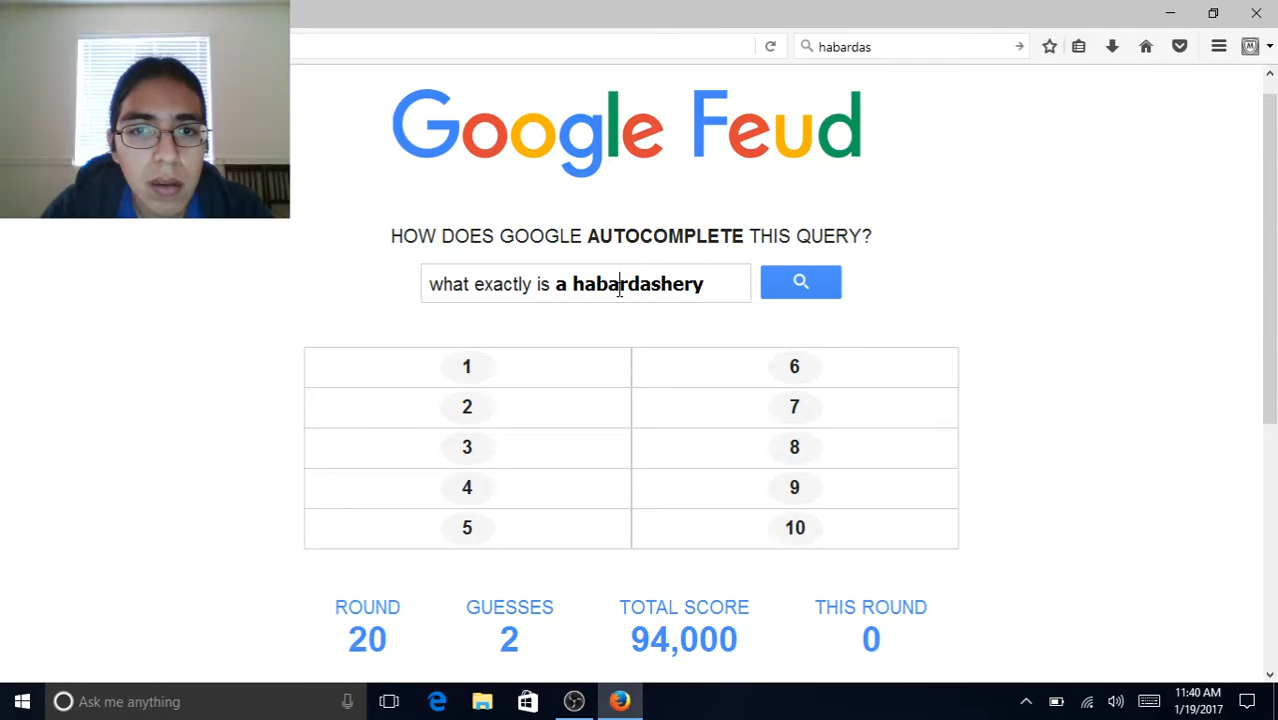 habardas
Google Feud
HOW DOES GOOGLE AUTOCOMPLETE THIS QUERY?
what exactly is a habardashery
1 6
2 7
3 8
4 9
5 10
ROUND GUESSES TOTAL SCORE THIS ROUND
20 2 94,000 0
Ask me anything
11:40 AM
1/19/2017